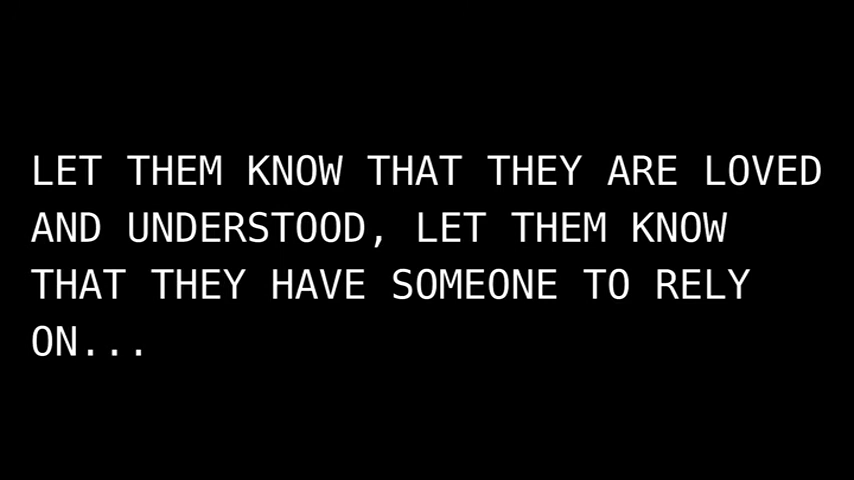 LET THEM KNOW THAT THEY ARE LOVED
AND UNDERSTOOD, LET THEM KNOW
THAT THEY HAVE SOMEONE TO RELY
ON...